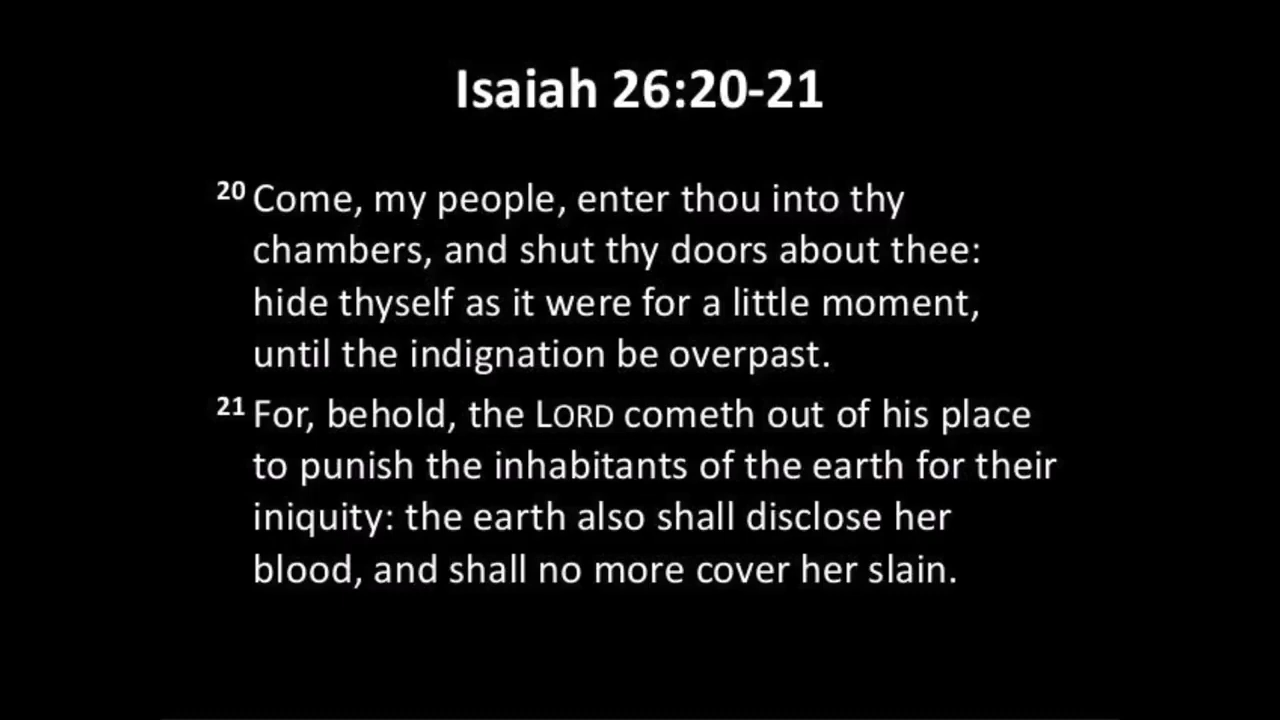 Isaiah 26:20-21
20 Come, my people, enter thou into thy
chambers, and shut thy doors about thee:
hide thyself as it were for a little moment,
until the indignation be overpast.
21 For, behold, the LORD cometh out of his place
to punish the inhabitants of the earth for their
iniquity: the earth also shall disclose her
blood, and shall no more cover her slain.